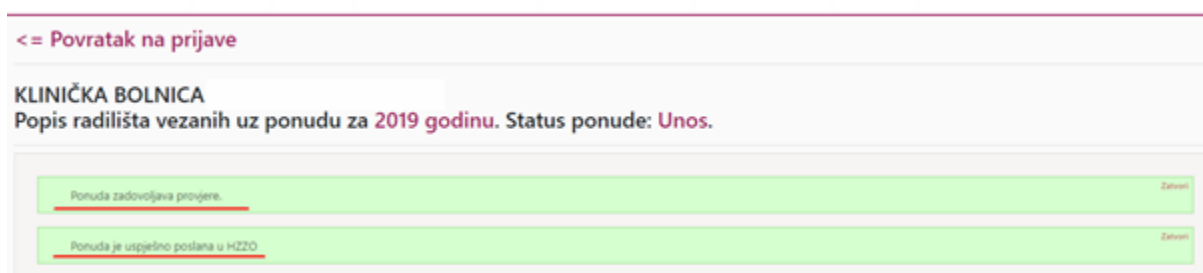 <= Povratak na prijave
KLINIČKA BOLNICA
Popis radilišta vezanih uz ponudu za 2019 godinu. Status ponude: Unos.
Ponuda zadovoljava provjere.
Zatvori
Ponuda je uspješno poslana u HZZO
Zatvori